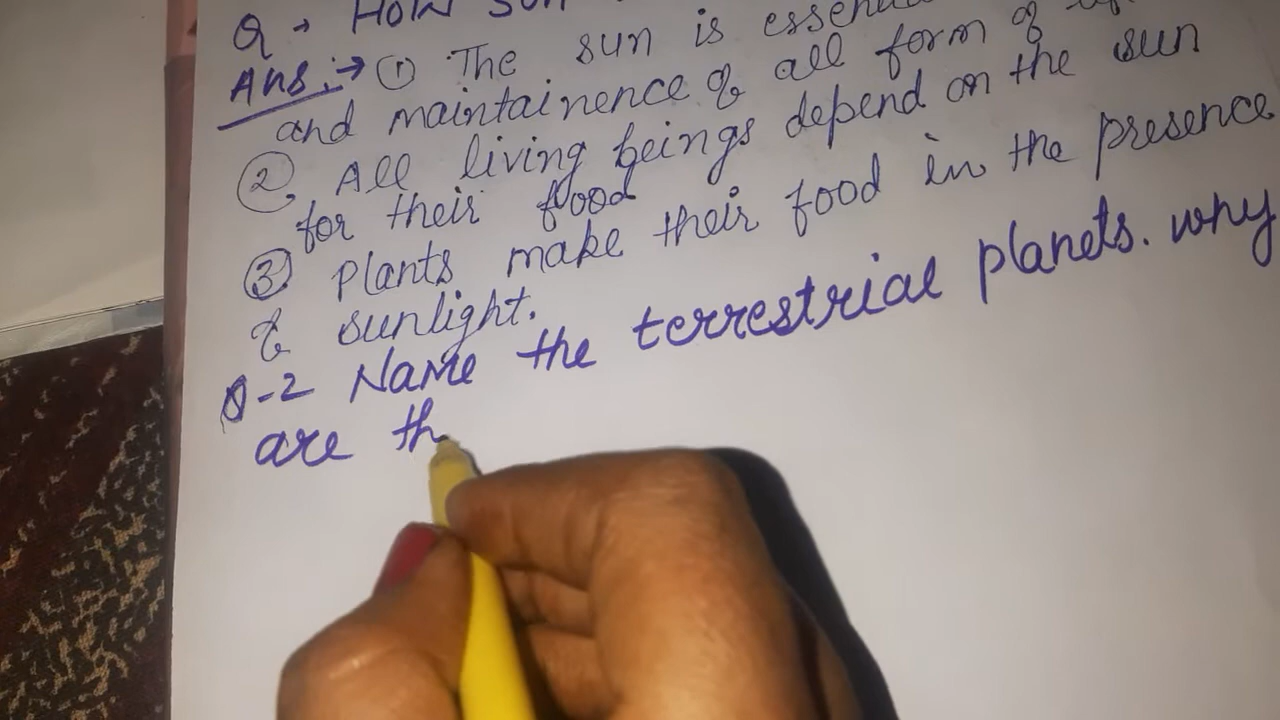 Q → HOW SUN
Ans :→ ① The sun is
and maintainence of all form of
② All living beings depend on the sun
for their food
③ Plants make their food in the presence
of sunlight.
Q-2 Name the terrestrial planets. why
are th